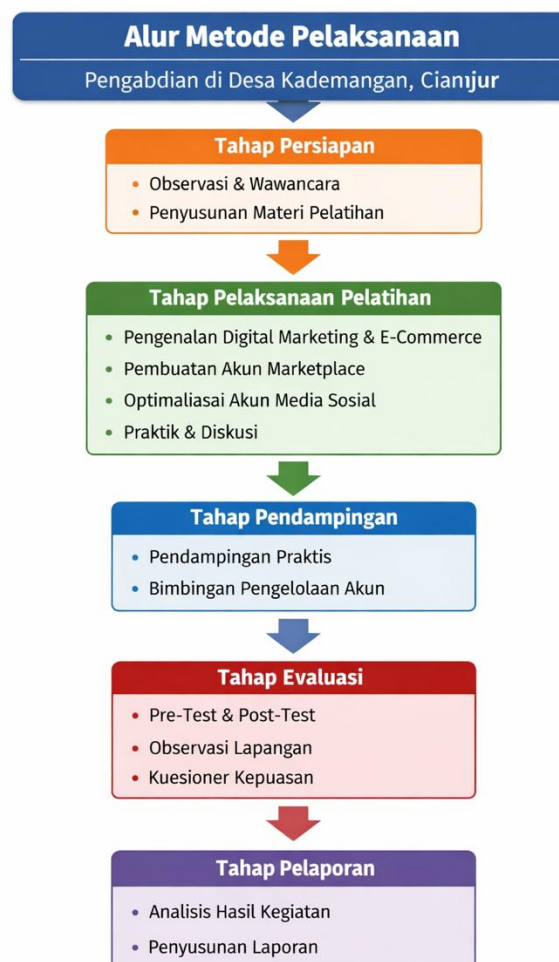 Alur Metode Pelaksanaan
Pengabdian di Desa Kademangan, Cianjur
Tahap Persiapan
• Observasi & Wawancara
• Penyusunan Materi Pelatihan
Tahap Pelaksanaan Pelatihan
• Pengenalan Digital Marketing & E-Commerce
• Pembuatan Akun Marketplace
• Optimaliasai Akun Media Sosial
• Praktik & Diskusi
Tahap Pendampingan
• Pendampingan Praktis
• Bimbingan Pengelolaan Akun
Tahap Evaluasi
• Pre-Test & Post-Test
• Observasi Lapangan
• Kuesioner Kepuasan
Tahap Pelaporan
• Analisis Hasil Kegiatan
• Penyusunan Laporan